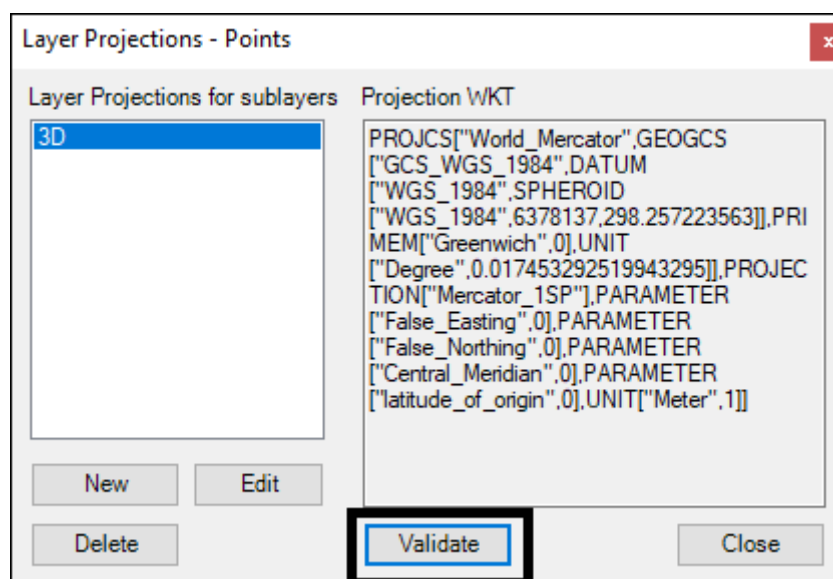 Layer Projections - Points
x
Layer Projections for sublayers
3D
Projection WKT
PROJCS["World_Mercator",GEOGCS
["GCS_WGS_1984",DATUM
["WGS_1984",SPHEROID
["WGS_1984",6378137,298.257223563]],PRI
MEM["Greenwich",0],UNIT
["Degree",0.017453292519943295]],PROJEC
TION["Mercator_1SP"],PARAMETER
["False_Easting",0],PARAMETER
["False_Northing",0],PARAMETER
["Central_Meridian",0],PARAMETER
["latitude_of_origin",0],UNIT["Meter",1]]
New
Edit
Delete
Validate
Close